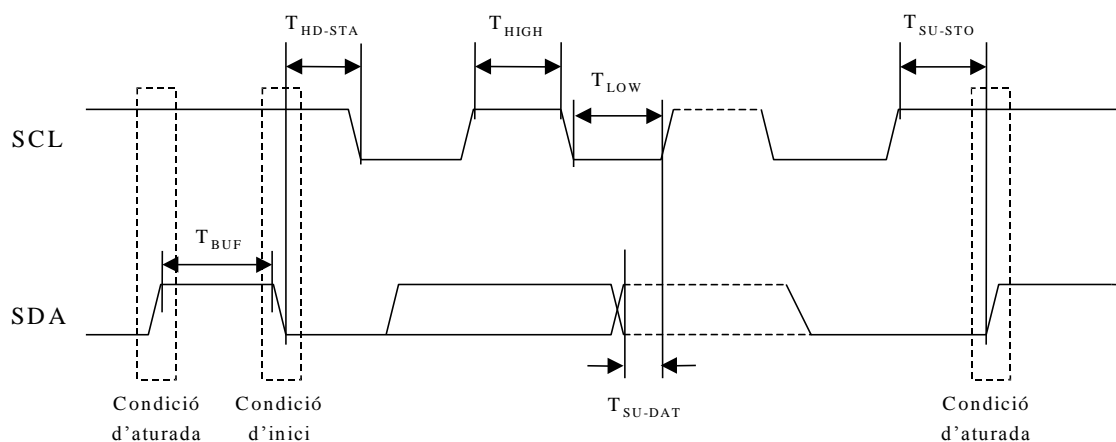 T HD-STA
T HIGH
T SU-STO
T LOW
SCL
T BUF
SDA
T SU-DAT
Condició
d'aturada
Condició
d'inici
Condició
d'aturada